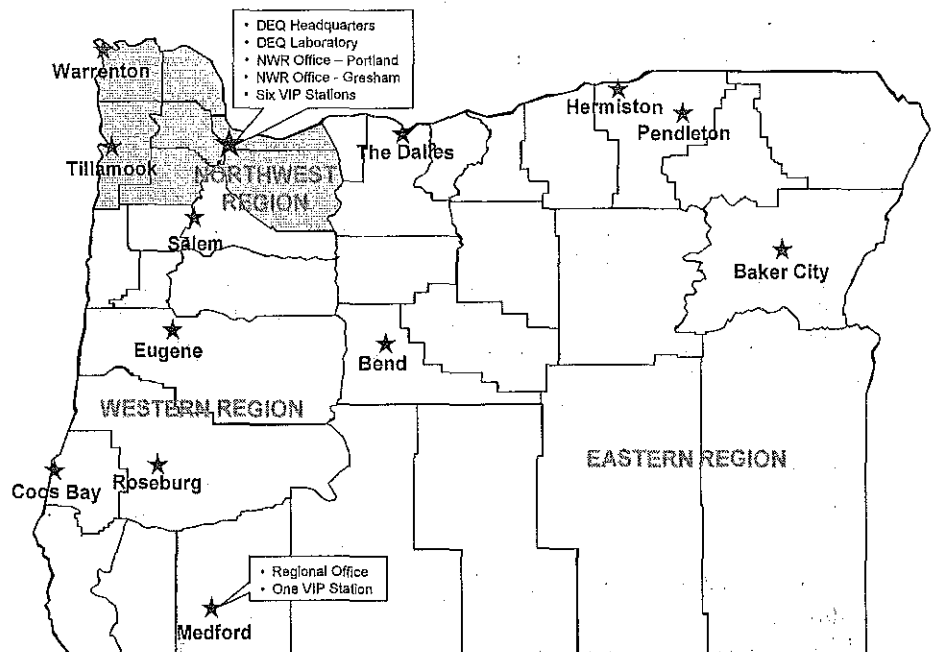 • DEQ Headquarters
• DEQ Laboratory
• NWR Office – Portland
• NWR Office - Gresham
• Six VIP Stations
Warrenton
Hermiston
Pendleton
The Dalles
Tillamook
NORTHWEST
REGION
Salem
Baker City
Eugene
Bend
WESTERN REGION
EASTERN REGION
Coos Bay
Roseburg
• Regional Office
• One VIP Station
Medford